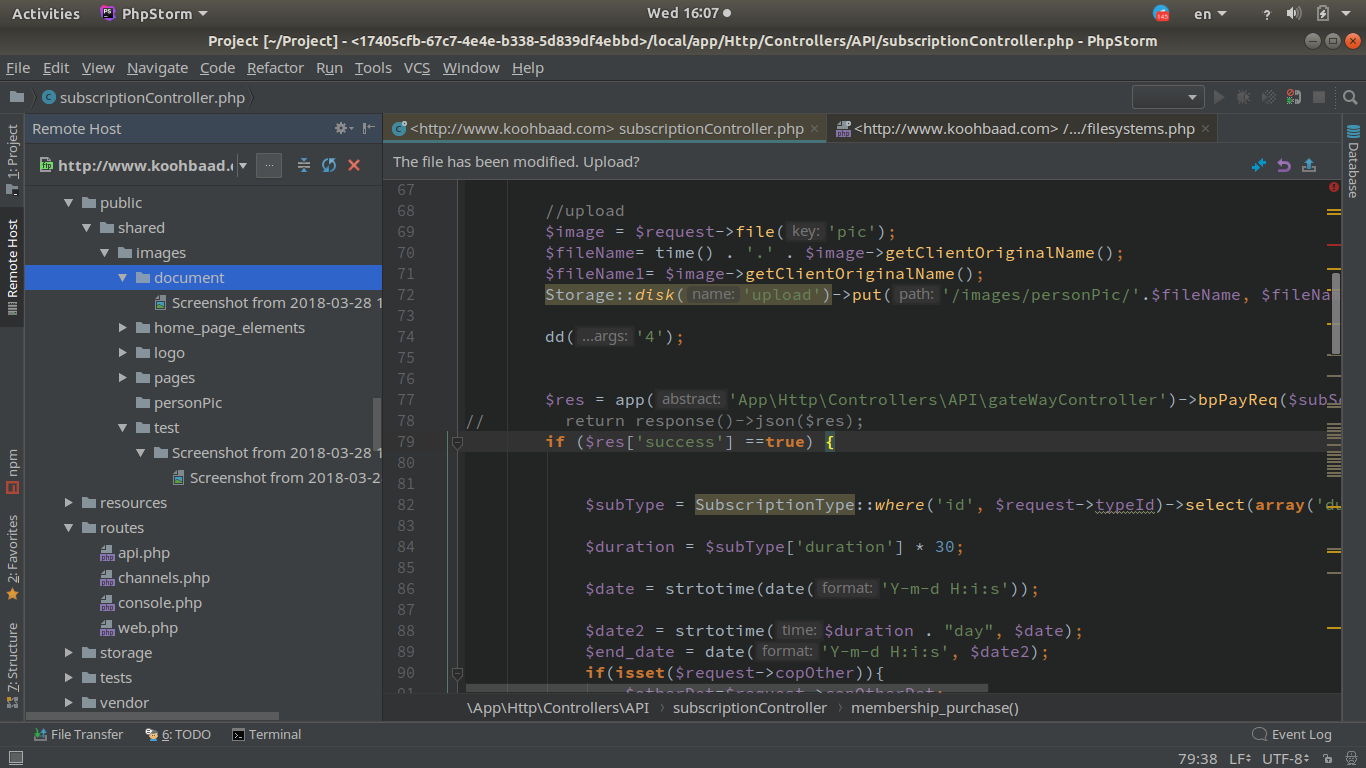 Activities PhpStorm Wed 16:07 en
Project [~/Project] - <17405cfb-67c7-4e4e-b338-5d839df4ebbd>/local/app/Http/Controllers/API/subscriptionController.php - PhpStorm
File Edit View Navigate Code Refactor Run Tools VCS Window Help
subscriptionController.php
1: Project
Remote Host
npm
2: Favorites
7: Structure
Remote Host
http://www.koohbaad.
public
shared
images
document
Screenshot from 2018-03-28 1
home_page_elements
logo
pages
personPic
test
Screenshot from 2018-03-28 1
Screenshot from 2018-03-2
resources
routes
api.php
channels.php
console.php
web.php
storage
tests
vendor
<http://www.koohbaad.com> subscriptionController.php
<http://www.koohbaad.com> /.../filesystems.php
The file has been modified. Upload?
67
68 //upload
69 $image = $request->file( key: 'pic');
70 $fileName= time() . '.' . $image->getClientOriginalName();
71 $fileName1= $image->getClientOriginalName();
72 Storage::disk( name: 'upload')->put( path: '/images/personPic/'.$fileName, $fileNa
73
74 dd( ...args: '4');
75
76
77 $res = app( abstract: 'App\Http\Controllers\API\gateWayController')->bpPayReq($subS
78 // return response()->json($res);
79 if ($res['success'] ==true) {
80
81
82 $subType = SubscriptionType::where('id', $request->typeId)->select(array('du
83
84 $duration = $subType['duration'] * 30;
85
86 $date = strtotime(date( format: 'Y-m-d H:i:s'));
87
88 $date2 = strtotime( time: $duration . "day", $date);
89 $end_date = date( format: 'Y-m-d H:i:s', $date2);
90 if(isset($request->copOther)){
91
\App\Http\Controllers\API subscriptionController membership_purchase()
Database
File Transfer 6: TODO Terminal Event Log
79:38 LF UTF-8